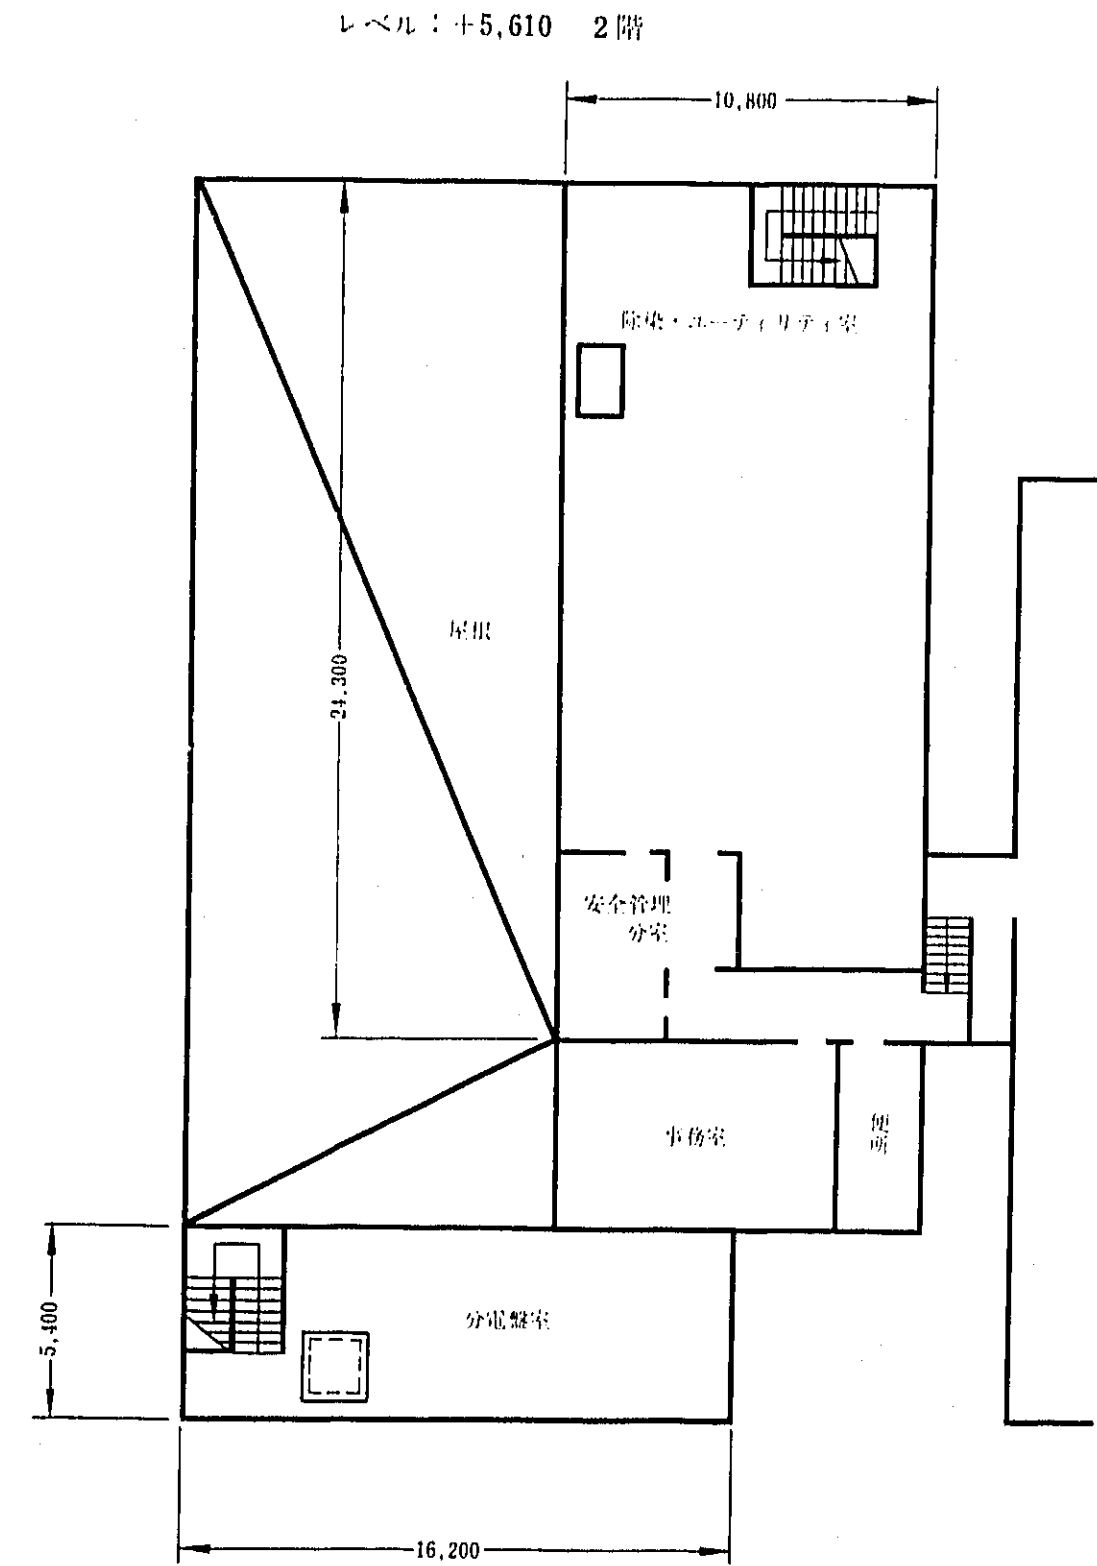 レベル：+5,610　2階
10,800
除染・ユーティリティ室
屋根
24,300
安全管理
分室
事務室
便所
5,400
分電盤室
16,200